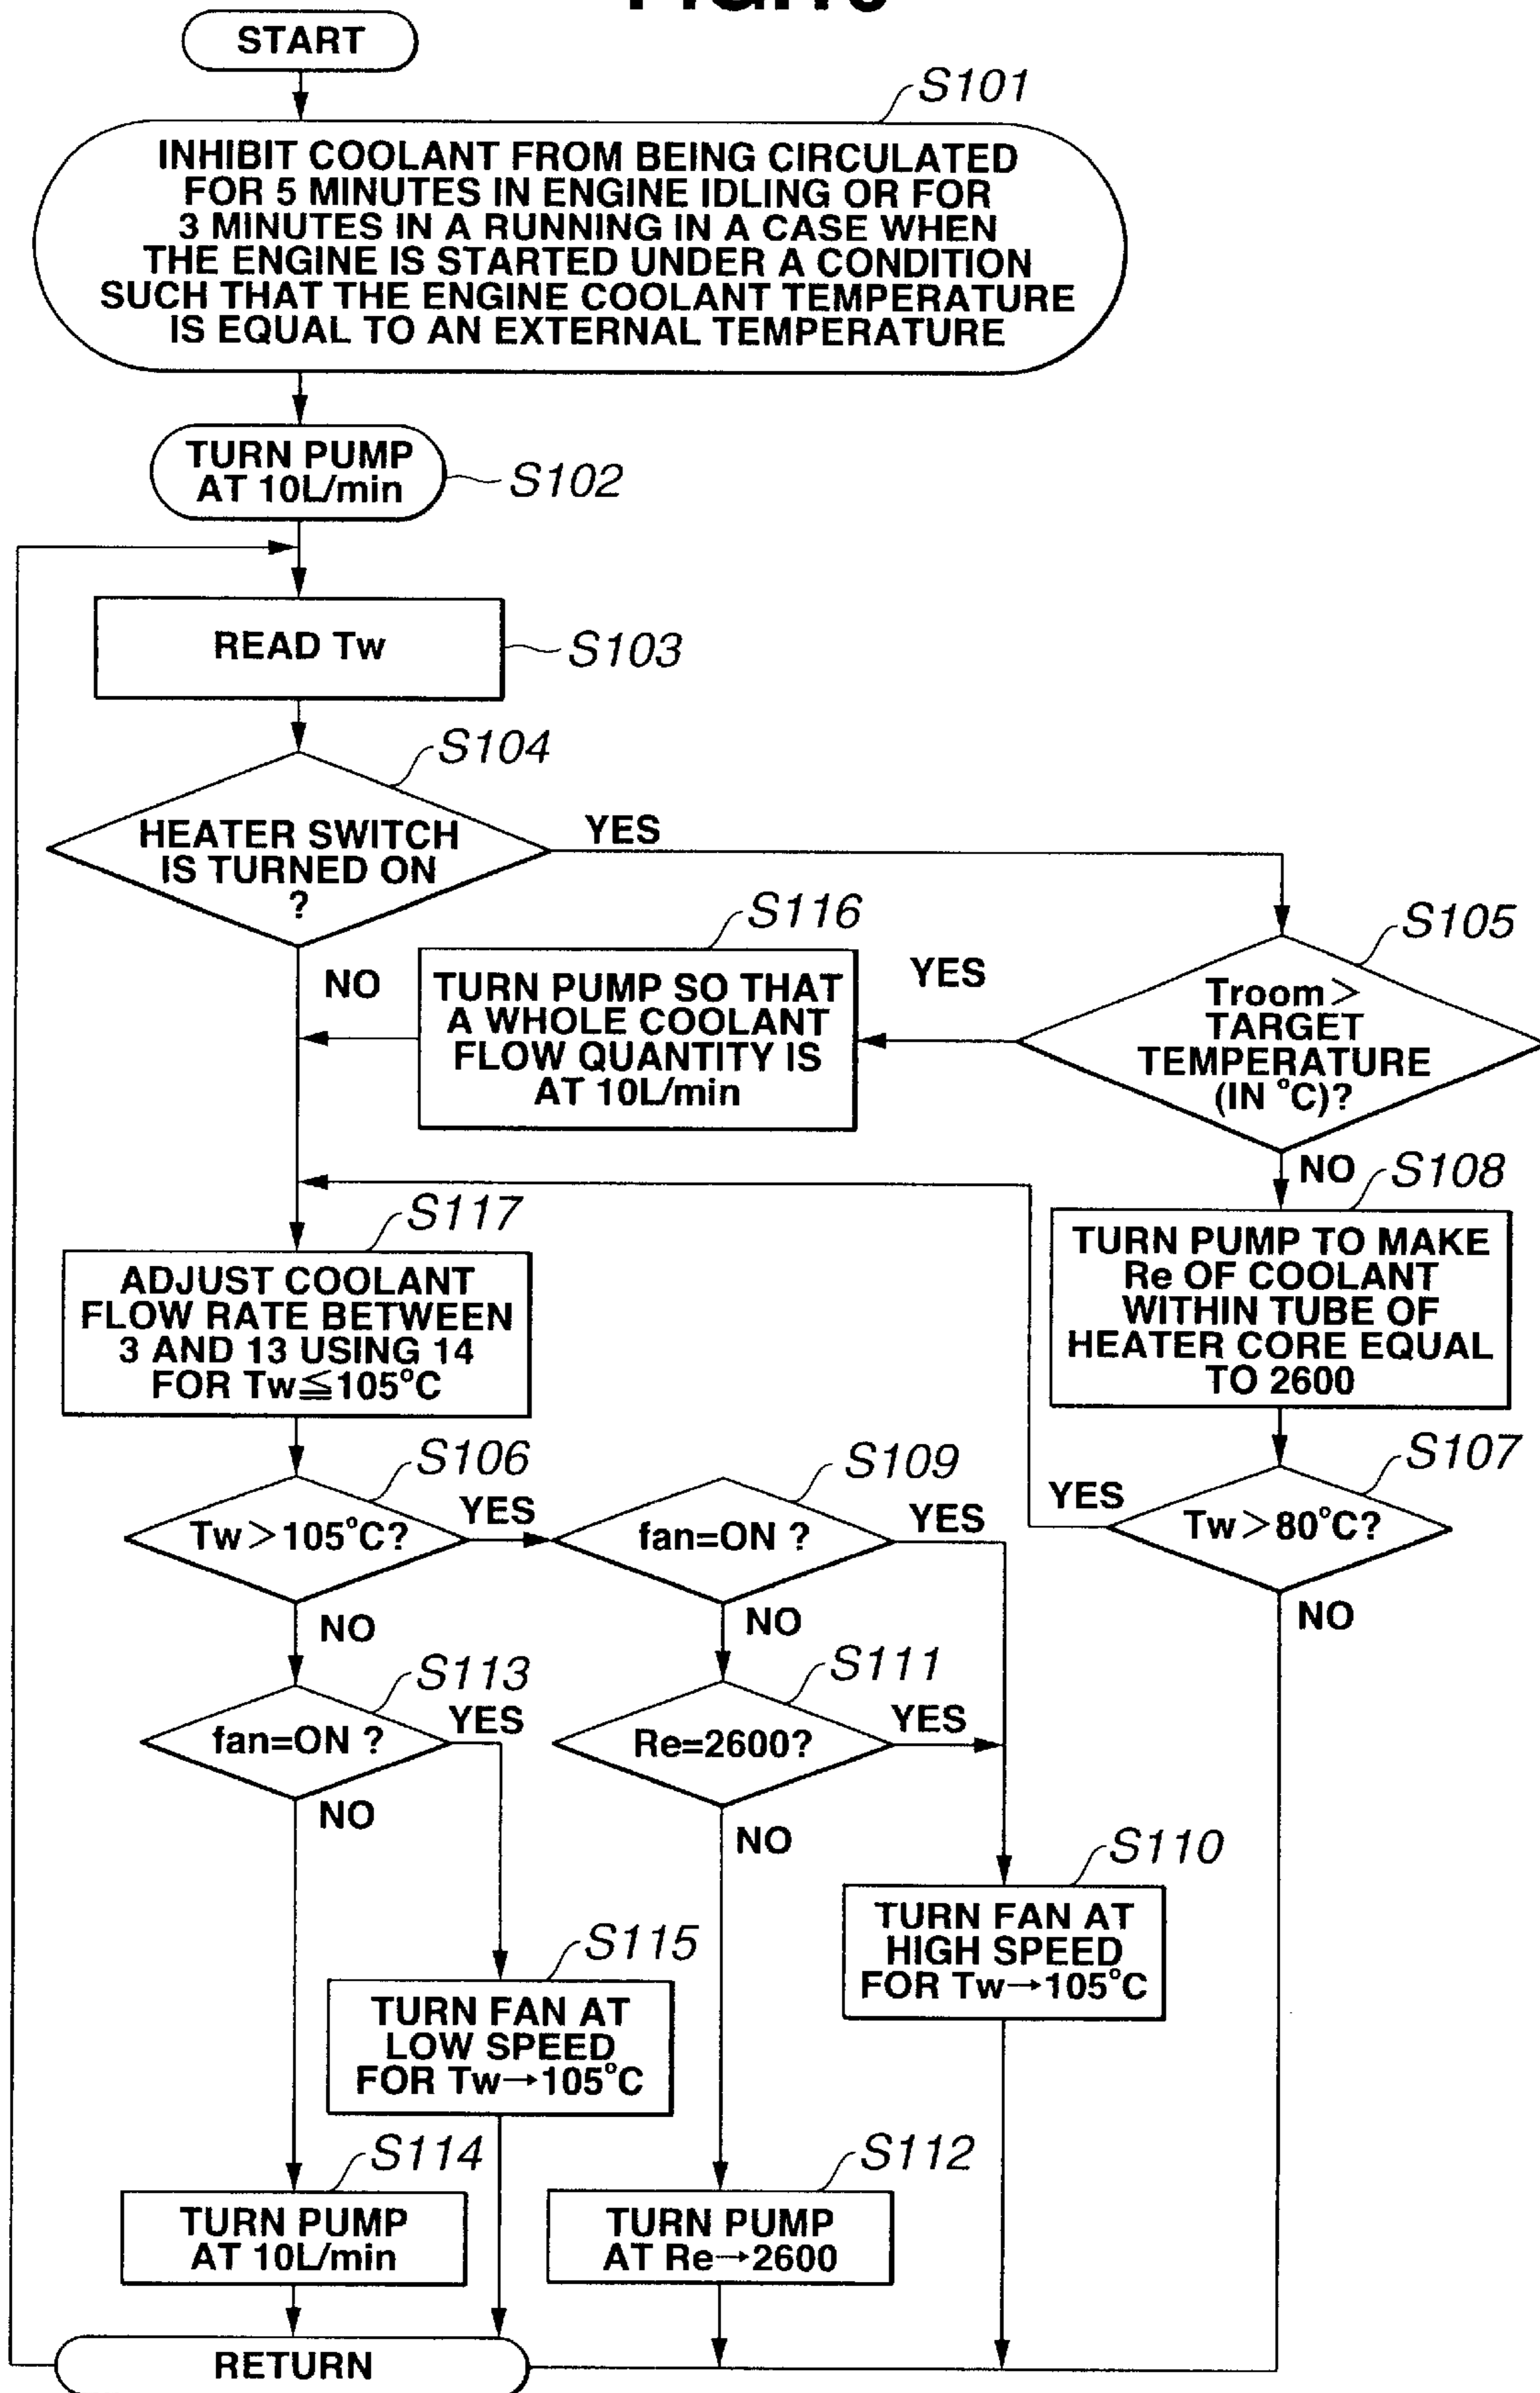 START
S101
INHIBIT COOLANT FROM BEING CIRCULATED
FOR 5 MINUTES IN ENGINE IDLING OR FOR
3 MINUTES IN A RUNNING IN A CASE WHEN
THE ENGINE IS STARTED UNDER A CONDITION
SUCH THAT THE ENGINE COOLANT TEMPERATURE
IS EQUAL TO AN EXTERNAL TEMPERATURE
TURN PUMP
AT 10L/min
S102
READ Tw
S103
S104
HEATER SWITCH
IS TURNED ON
?
YES
NO
S116
TURN PUMP SO THAT
A WHOLE COOLANT
FLOW QUANTITY IS
AT 10L/min
YES
S105
Troom>
TARGET
TEMPERATURE
(IN °C)?
NO
S108
TURN PUMP TO MAKE
Re OF COOLANT
WITHIN TUBE OF
HEATER CORE EQUAL
TO 2600
S117
ADJUST COOLANT
FLOW RATE BETWEEN
3 AND 13 USING 14
FOR Tw≦105°C
S106
Tw>105°C?
YES
NO
S109
fan=ON ?
YES
NO
S107
YES
Tw>80°C?
NO
S113
fan=ON ?
YES
NO
S111
Re=2600?
YES
NO
S110
TURN FAN AT
HIGH SPEED
FOR Tw→105°C
S115
TURN FAN AT
LOW SPEED
FOR Tw→105°C
S114
TURN PUMP
AT 10L/min
S112
TURN PUMP
AT Re→2600
RETURN